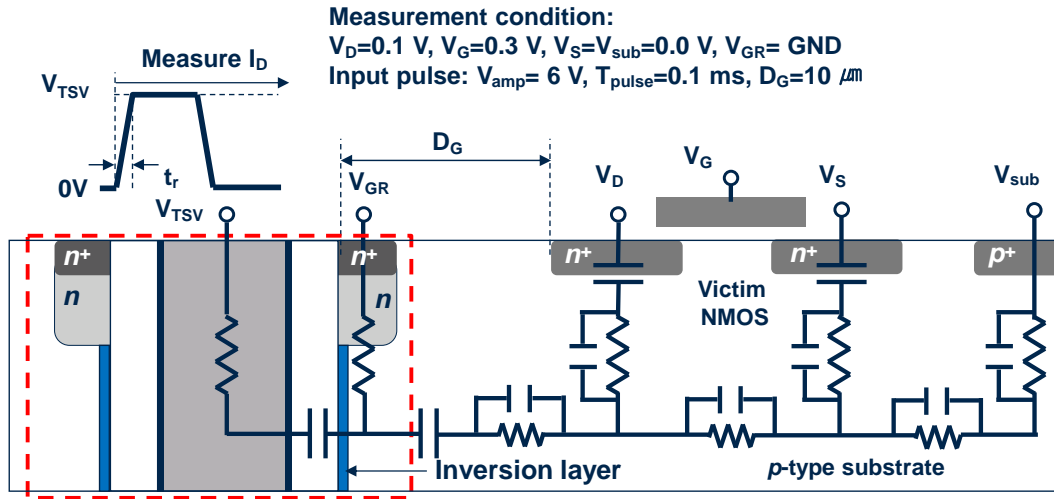 Measurement condition:
V_D=0.1 V, V_G=0.3 V, V_S=V_sub=0.0 V, V_GR= GND
Input pulse: V_amp= 6 V, T_pulse=0.1 ms, D_G=10 ㎛
Measure I_D
V_TSV
0V
t_r
D_G
V_TSV
V_GR
V_D
V_G
V_S
V_sub
n+
n
n+
n
n+
n+
p+
Victim
NMOS
Inversion layer
p-type substrate